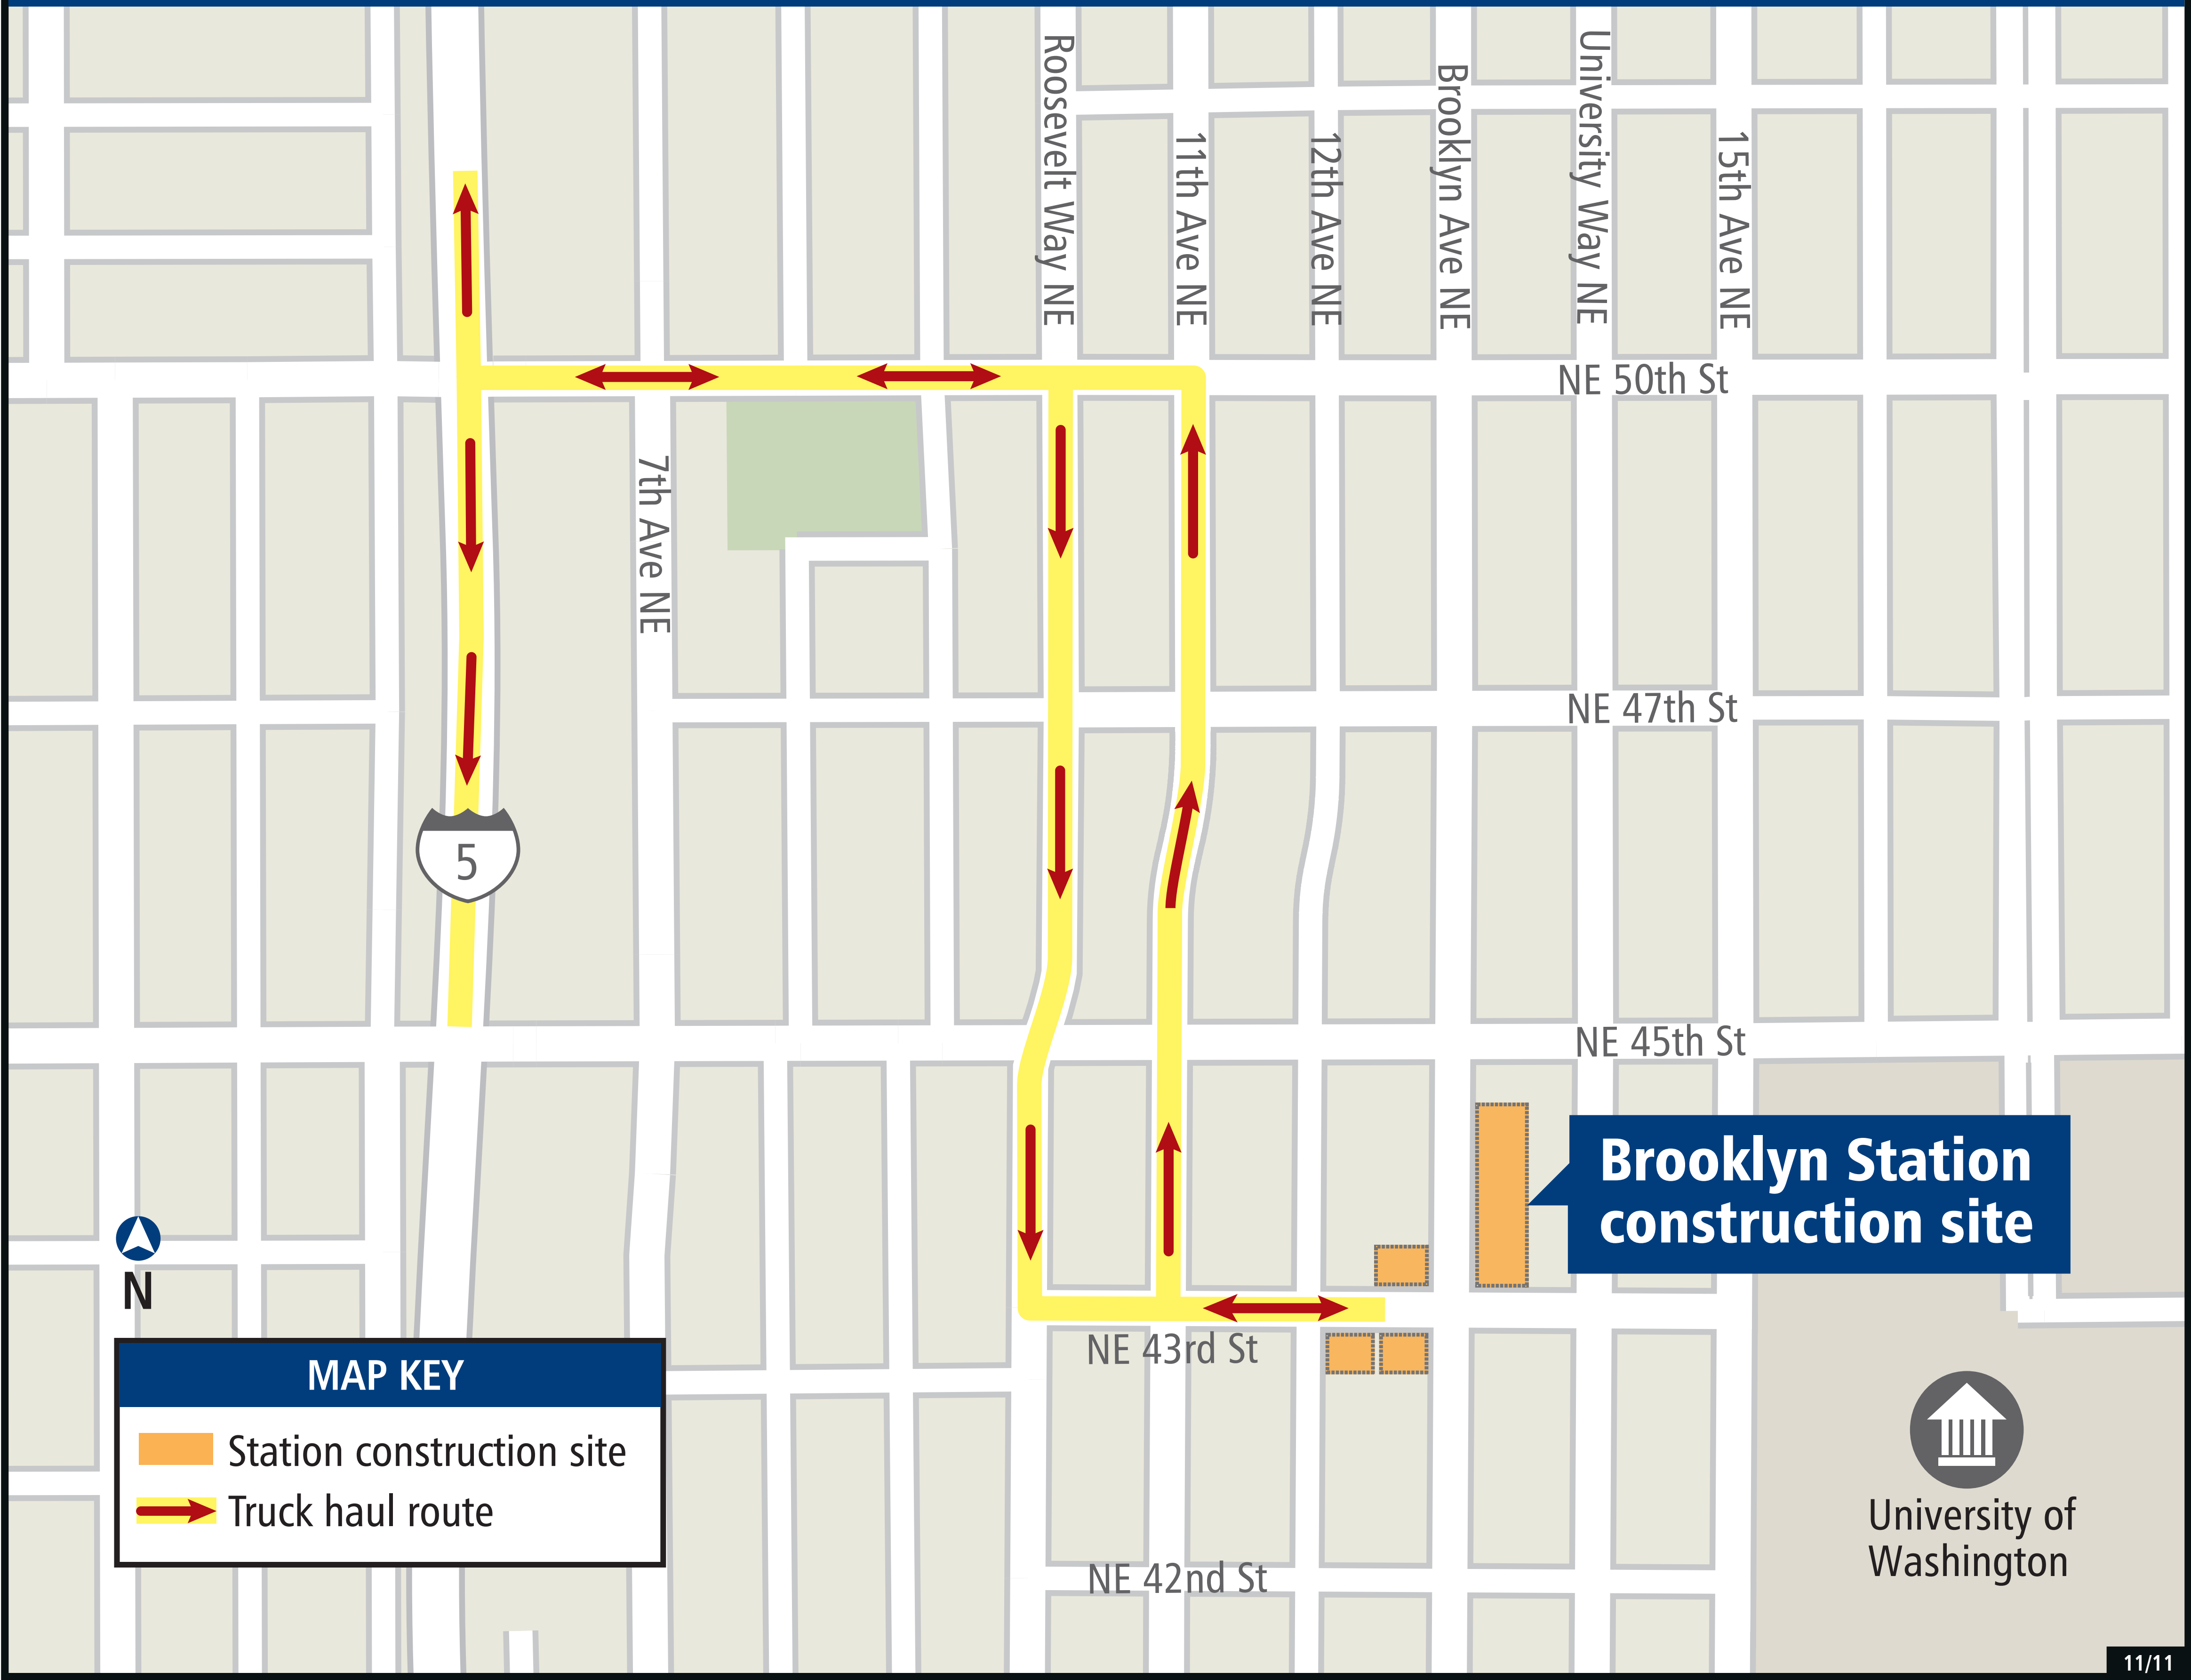 Roosevelt Way NE
11th Ave NE
12th Ave NE
Brooklyn Ave NE
University Way NE
15th Ave NE
NE 50th St
7th Ave NE
NE 47th St
5
NE 45th St
Brooklyn Station
construction site
N
NE 43rd St
MAP KEY
Station construction site
Truck haul route
University of
Washington
NE 42nd St
11/11